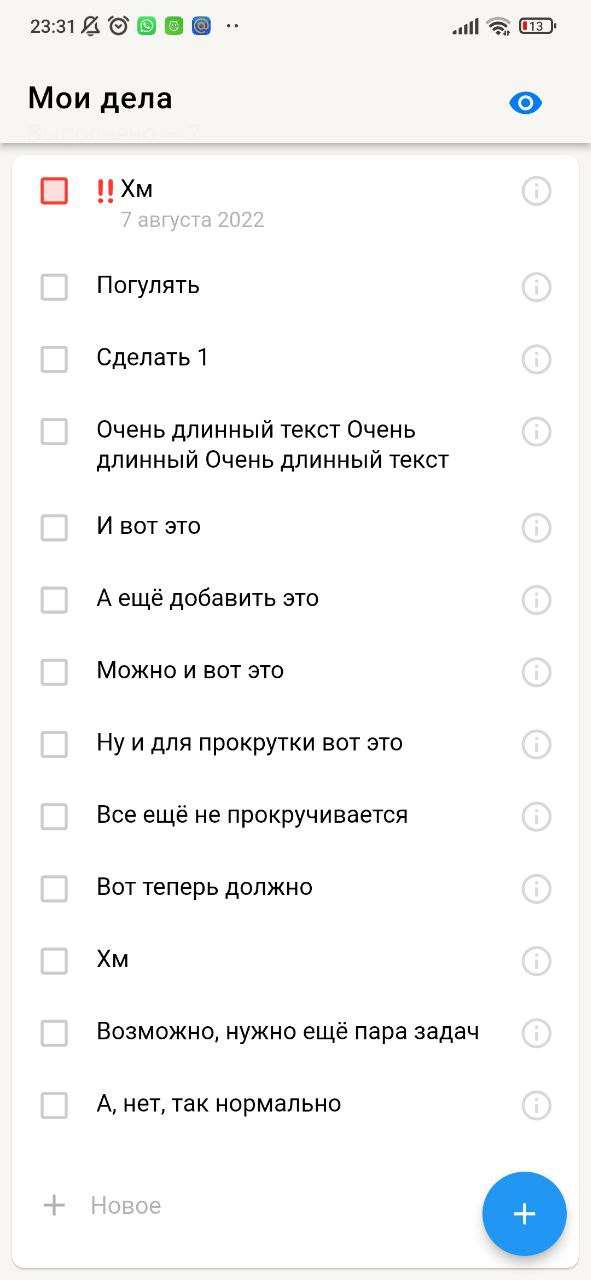 23:31
13
Мои дела
Выполнено — 2
!! Хм
7 августа 2022
Погулять
Сделать 1
Очень длинный текст Очень
длинный Очень длинный текст
И вот это
А ещё добавить это
Можно и вот это
Ну и для прокрутки вот это
Все ещё не прокручивается
Вот теперь должно
Хм
Возможно, нужно ещё пара задач
А, нет, так нормально
Новое